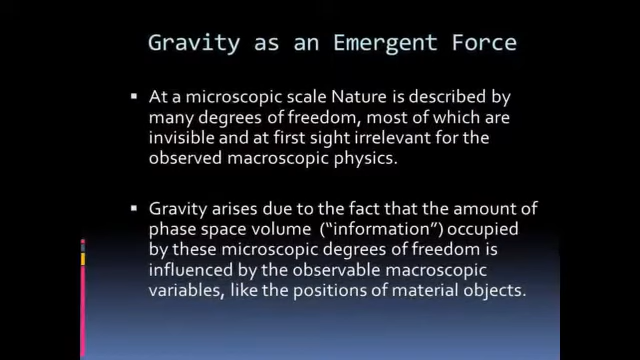 Gravity as an Emergent Force
At a microscopic scale Nature is described by
many degrees of freedom, most of which are
invisible and at first sight irrelevant for the
observed macroscopic physics.
Gravity arises due to the fact that the amount of
phase space volume ("information") occupied
by these microscopic degrees of freedom is
influenced by the observable macroscopic
variables, like the positions of material objects.